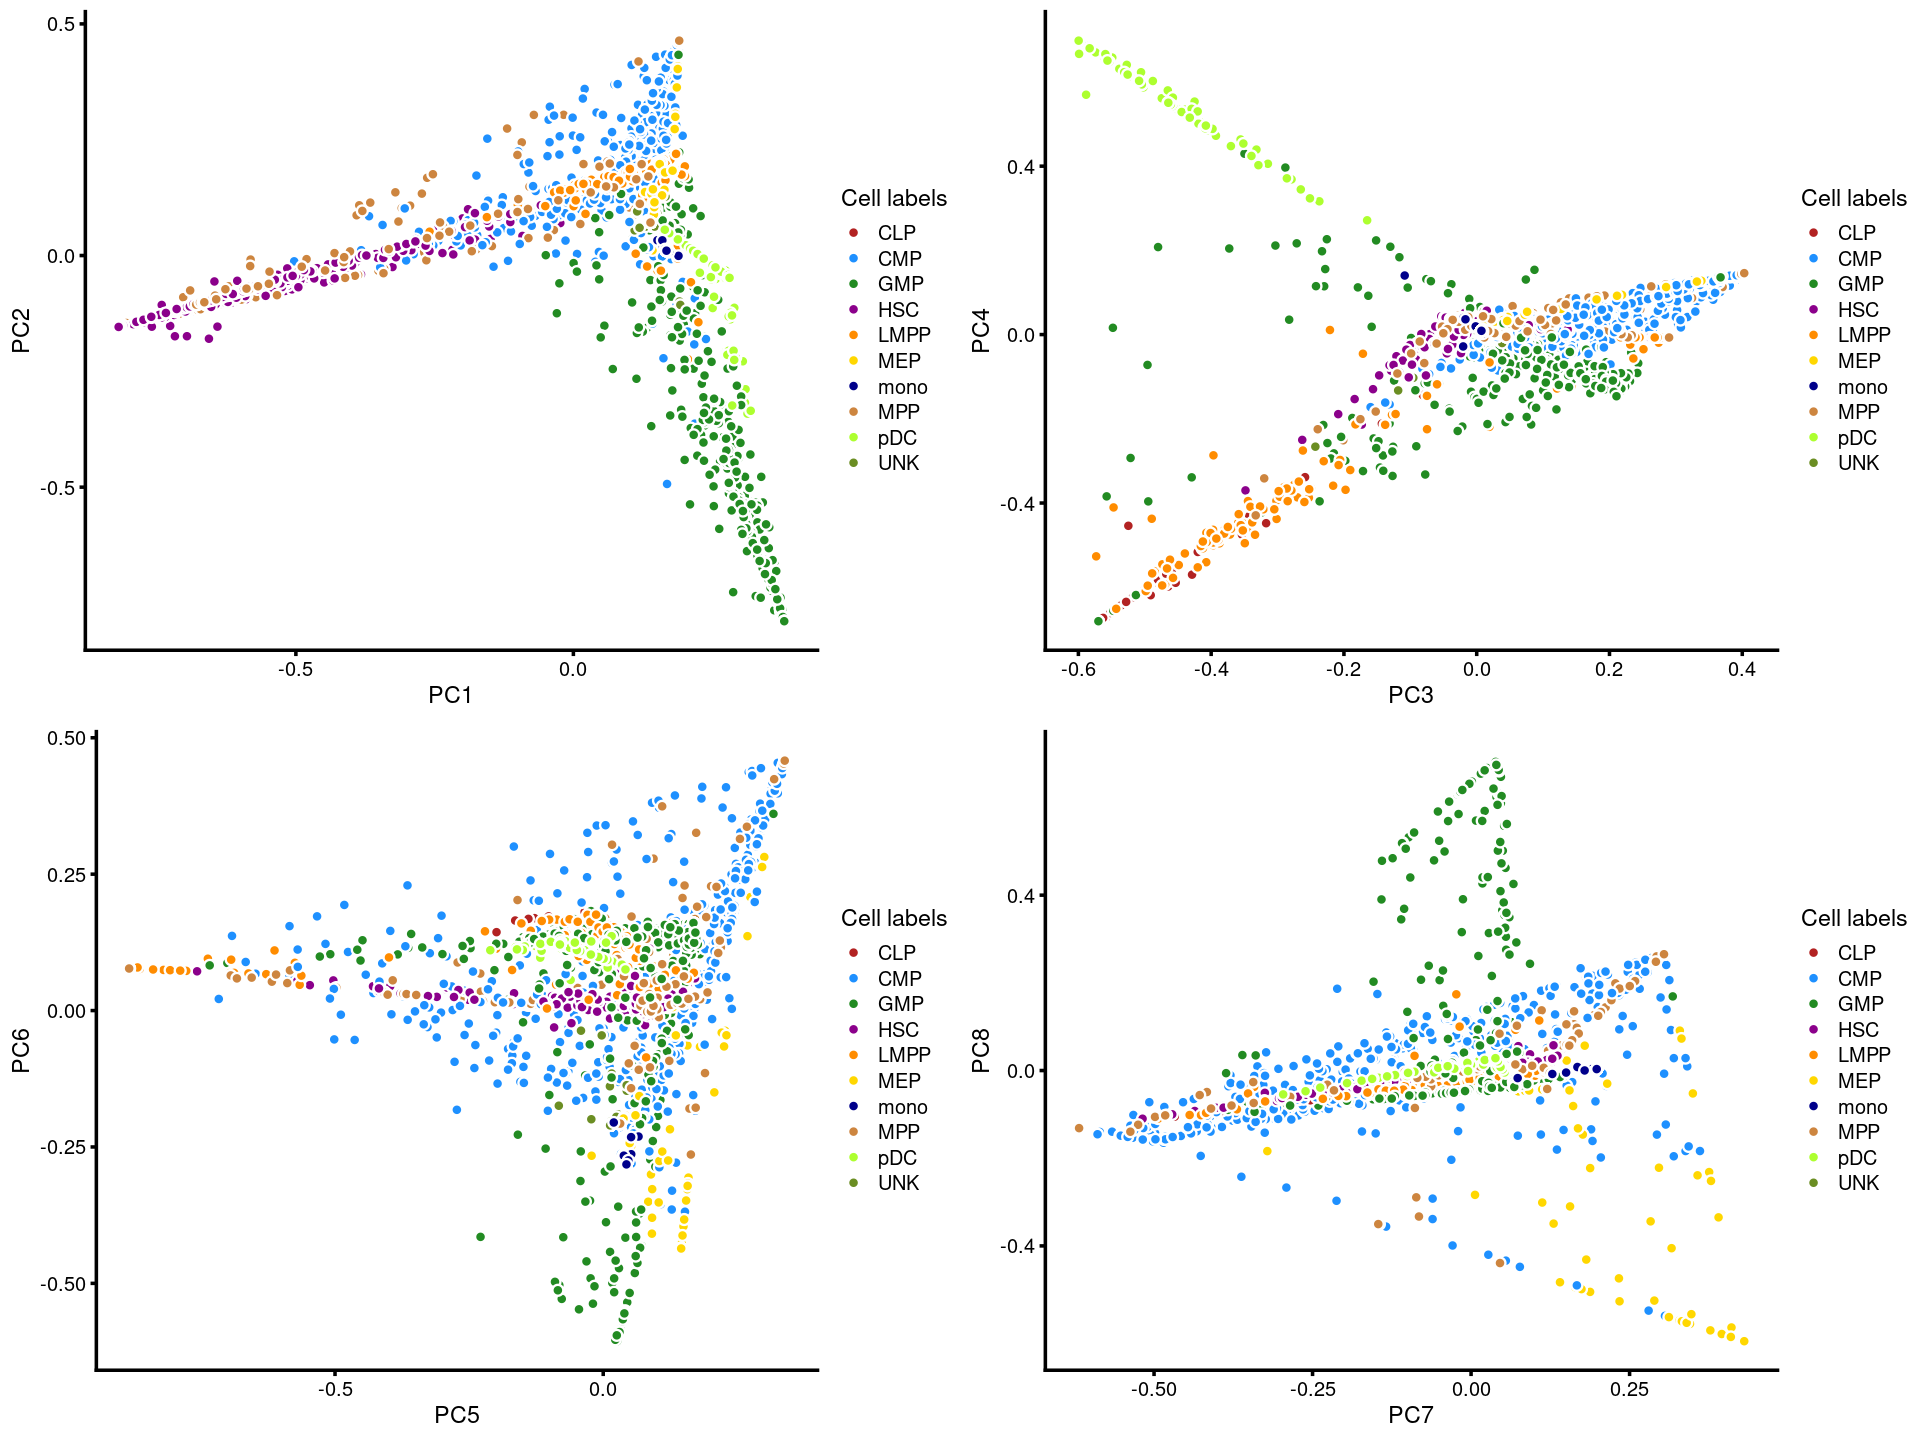 0.5
0.0
-0.5
PC2
-0.5
0.0
PC1
Cell labels
CLP
CMP
GMP
HSC
LMPP
MEP
mono
MPP
pDC
UNK
0.4
0.0
-0.4
PC4
-0.6
-0.4
-0.2
0.0
0.2
0.4
PC3
Cell labels
CLP
CMP
GMP
HSC
LMPP
MEP
mono
MPP
pDC
UNK
0.50
0.25
0.00
-0.25
-0.50
PC6
-0.5
0.0
PC5
Cell labels
CLP
CMP
GMP
HSC
LMPP
MEP
mono
MPP
pDC
UNK
0.4
0.0
-0.4
PC8
-0.50
-0.25
0.00
0.25
PC7
Cell labels
CLP
CMP
GMP
HSC
LMPP
MEP
mono
MPP
pDC
UNK